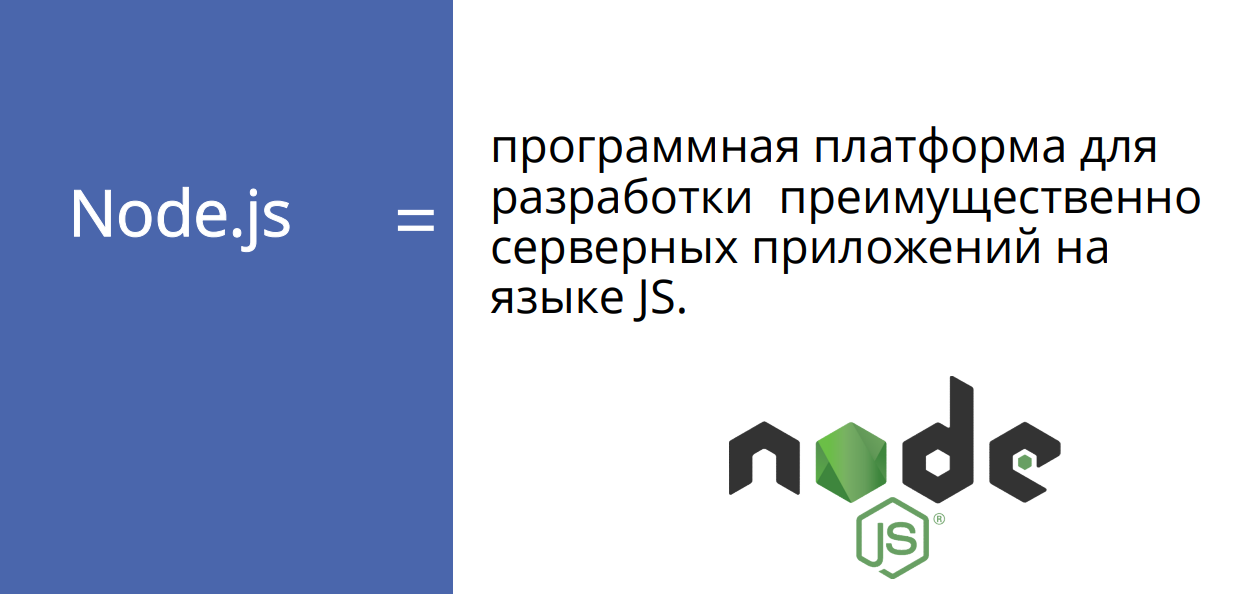 Node.js =
программная платформа для
разработки преимущественно
серверных приложений на
языке JS.
node
JS ®